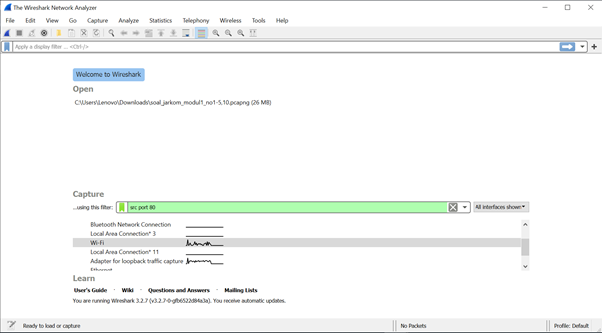 The Wireshark Network Analyzer
File Edit View Go Capture Analyze Statistics Telephony Wireless Tools Help
Apply a display filter ... <Ctrl-/>
Welcome to Wireshark
Open
C:\Users\Lenovo\Downloads\soal_jarkom_modul1_no1-5,10.pcapng (26 MB)
Capture
...using this filter: src port 80 All interfaces shown
Bluetooth Network Connection
Local Area Connection* 3
Wi-Fi
Local Area Connection* 11
Adapter for loopback traffic capture
Ethernet
Learn
User's Guide · Wiki · Questions and Answers · Mailing Lists
You are running Wireshark 3.2.7 (v3.2.7-0-gfb6522d84a3a). You receive automatic updates.
Ready to load or capture No Packets Profile: Default